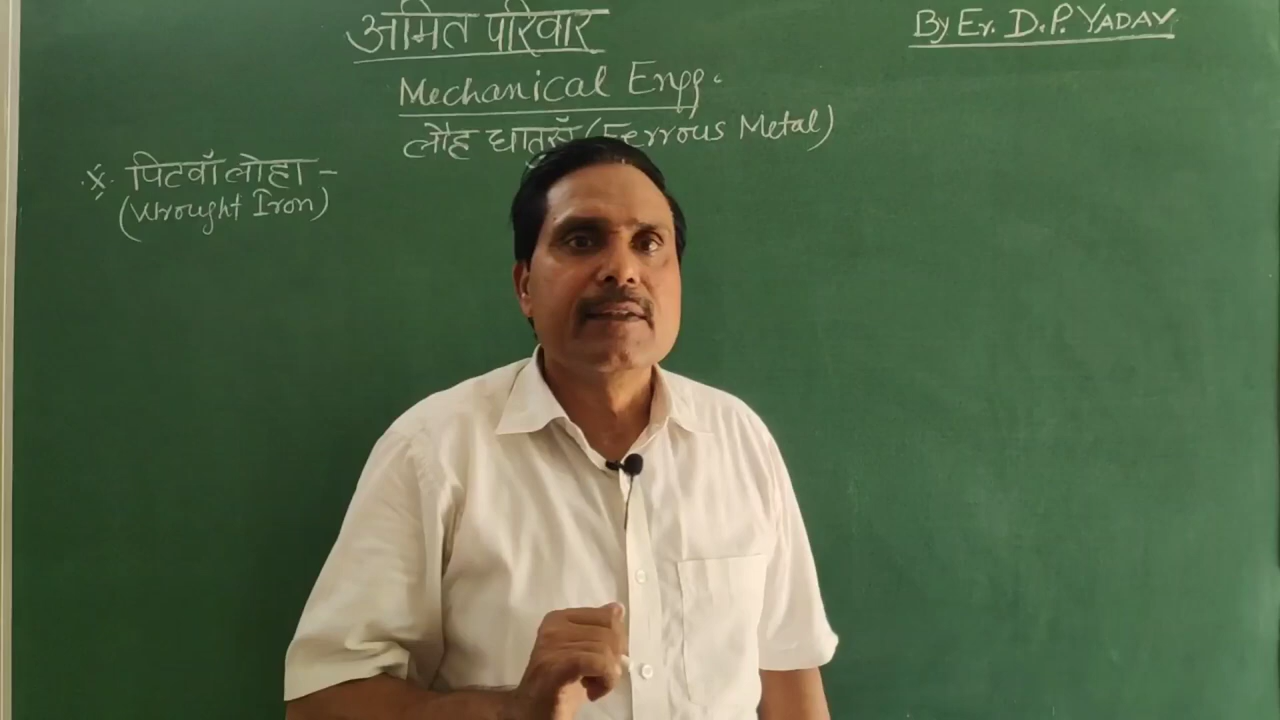 अमित परिवार
By Er. D.P. YADAV
Mechanical Engg.
लौह धातुएँ (Ferrous Metal)
* पिटवाँ लोहा -
(Wrought Iron)